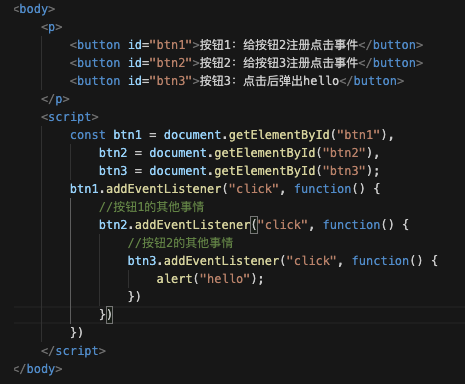 <body>
<p>
<button id="btn1">按钮1: 给按钮2注册点击事件</button>
<button id="btn2">按钮2: 给按钮3注册点击事件</button>
<button id="btn3">按钮3: 点击后弹出hello</button>
</p>
<script>
const btn1 = document.getElementById("btn1"),
btn2 = document.getElementById("btn2"),
btn3 = document.getElementById("btn3");
btn1.addEventListener("click", function() {
//按钮1的其他事情
btn2.addEventListener("click", function() {
//按钮2的其他事情
btn3.addEventListener("click", function() {
alert("hello");
})
})
})
</script>
</body>